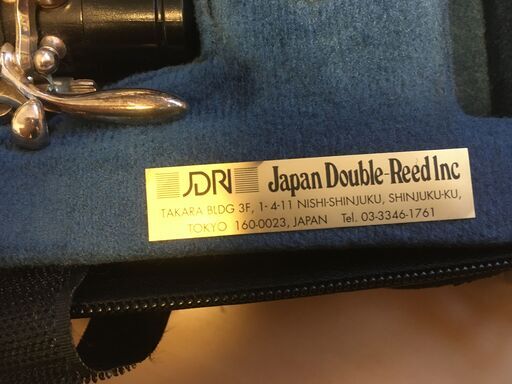 JDRI Japan Double-Reed Inc
TAKARA BLDG 3F, 1-4-11 NISHI-SHINJUKU, SHINJUKU-KU,
TOKYO 160-0023, JAPAN Tel. 03-3346-1761